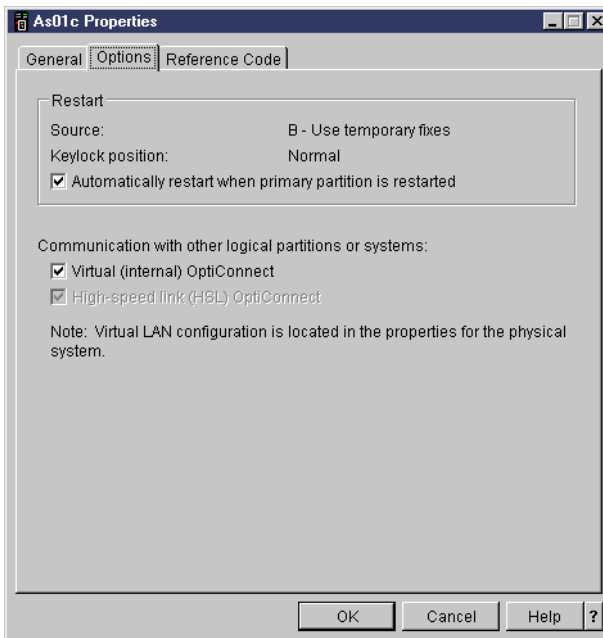 As01c Properties
General Options Reference Code
Restart
Source: B - Use temporary fixes
Keylock position: Normal
Automatically restart when primary partition is restarted
Communication with other logical partitions or systems:
Virtual (internal) OptiConnect
High-speed link (HSL) OptiConnect
Note: Virtual LAN configuration is located in the properties for the physical
system.
OK Cancel Help ?